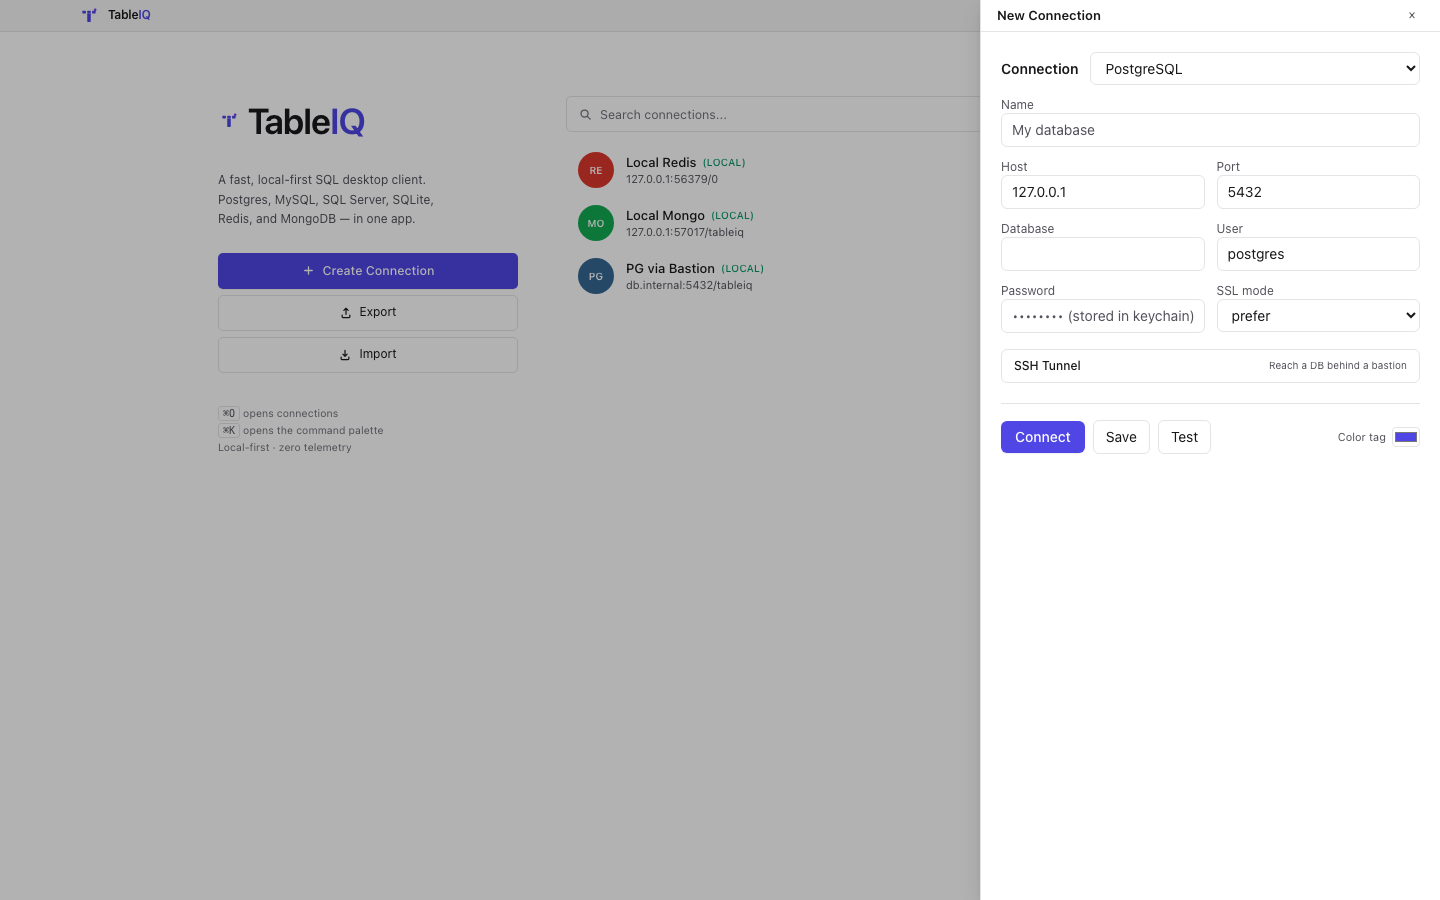 TableIQ
TableIQ
A fast, local-first SQL desktop client.
Postgres, MySQL, SQL Server, SQLite,
Redis, and MongoDB — in one app.
+ Create Connection
Export
Import
⌘O opens connections
⌘K opens the command palette
Local-first · zero telemetry
Search connections...
RE
Local Redis (LOCAL)
127.0.0.1:56379/0
MO
Local Mongo (LOCAL)
127.0.0.1:57017/tableiq
PG
PG via Bastion (LOCAL)
db.internal:5432/tableiq
New Connection
×
Connection PostgreSQL
Name
My database
Host Port
127.0.0.1 5432
Database User
postgres
Password SSL mode
•••••••• (stored in keychain) prefer
SSH Tunnel Reach a DB behind a bastion
Connect Save Test Color tag